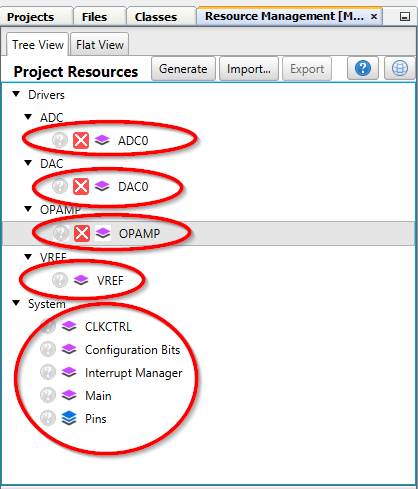 Projects Files Classes Resource Management [M...
Tree View Flat View
Project Resources Generate Import... Export
Drivers
ADC
ADC0
DAC
DAC0
OPAMP
OPAMP
VREF
VREF
System
CLKCTRL
Configuration Bits
Interrupt Manager
Main
Pins